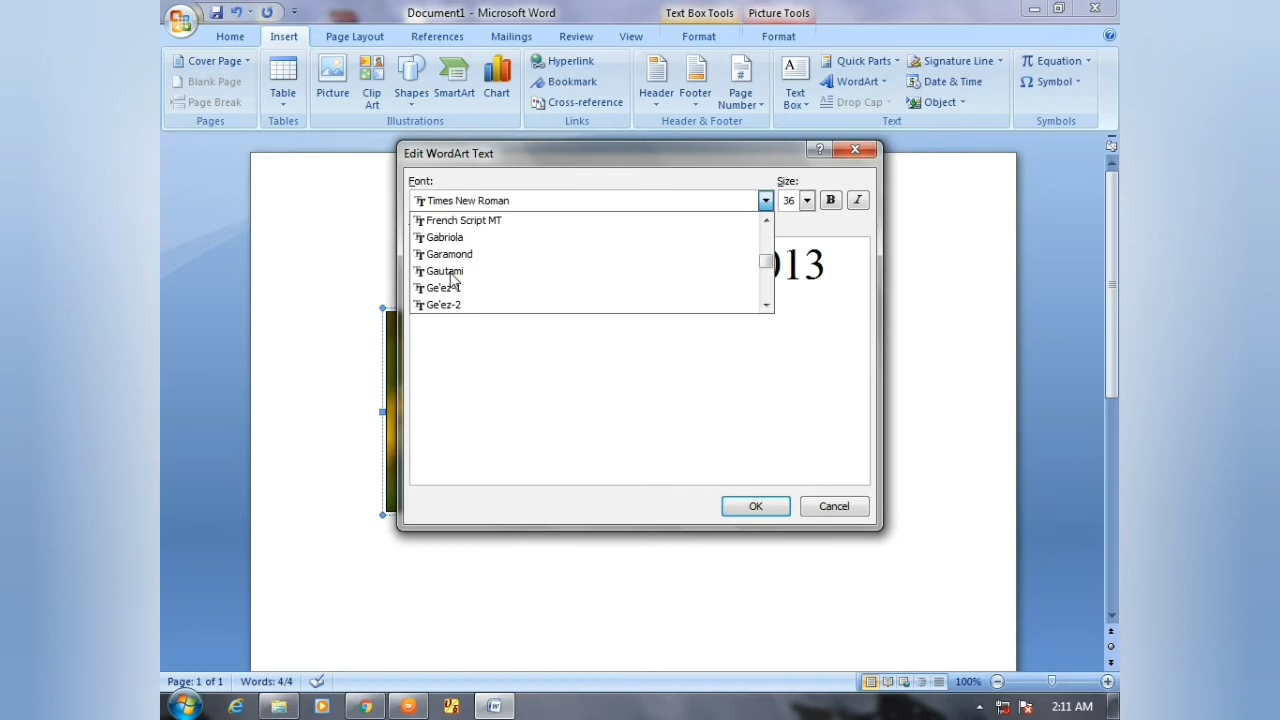 Document1 - Microsoft Word
Text Box Tools
Picture Tools
Home
Insert
Page Layout
References
Mailings
Review
View
Format
Format
Cover Page
Blank Page
Page Break
Pages
Table
Tables
Picture
Clip
Art
Shapes
SmartArt
Chart
Illustrations
Hyperlink
Bookmark
Cross-reference
Links
Header
Footer
Page
Number
Header & Footer
Text
Box
Quick Parts
WordArt
Drop Cap
Signature Line
Date & Time
Object
Text
Equation
Symbol
Symbols
Edit WordArt Text
Font:
Size:
Times New Roman
36
B
I
French Script MT
Gabriola
Garamond
Gautami
Ge'ez-1
Ge'ez-2
013
OK
Cancel
Page: 1 of 1
Words: 4/4
100%
2:11 AM